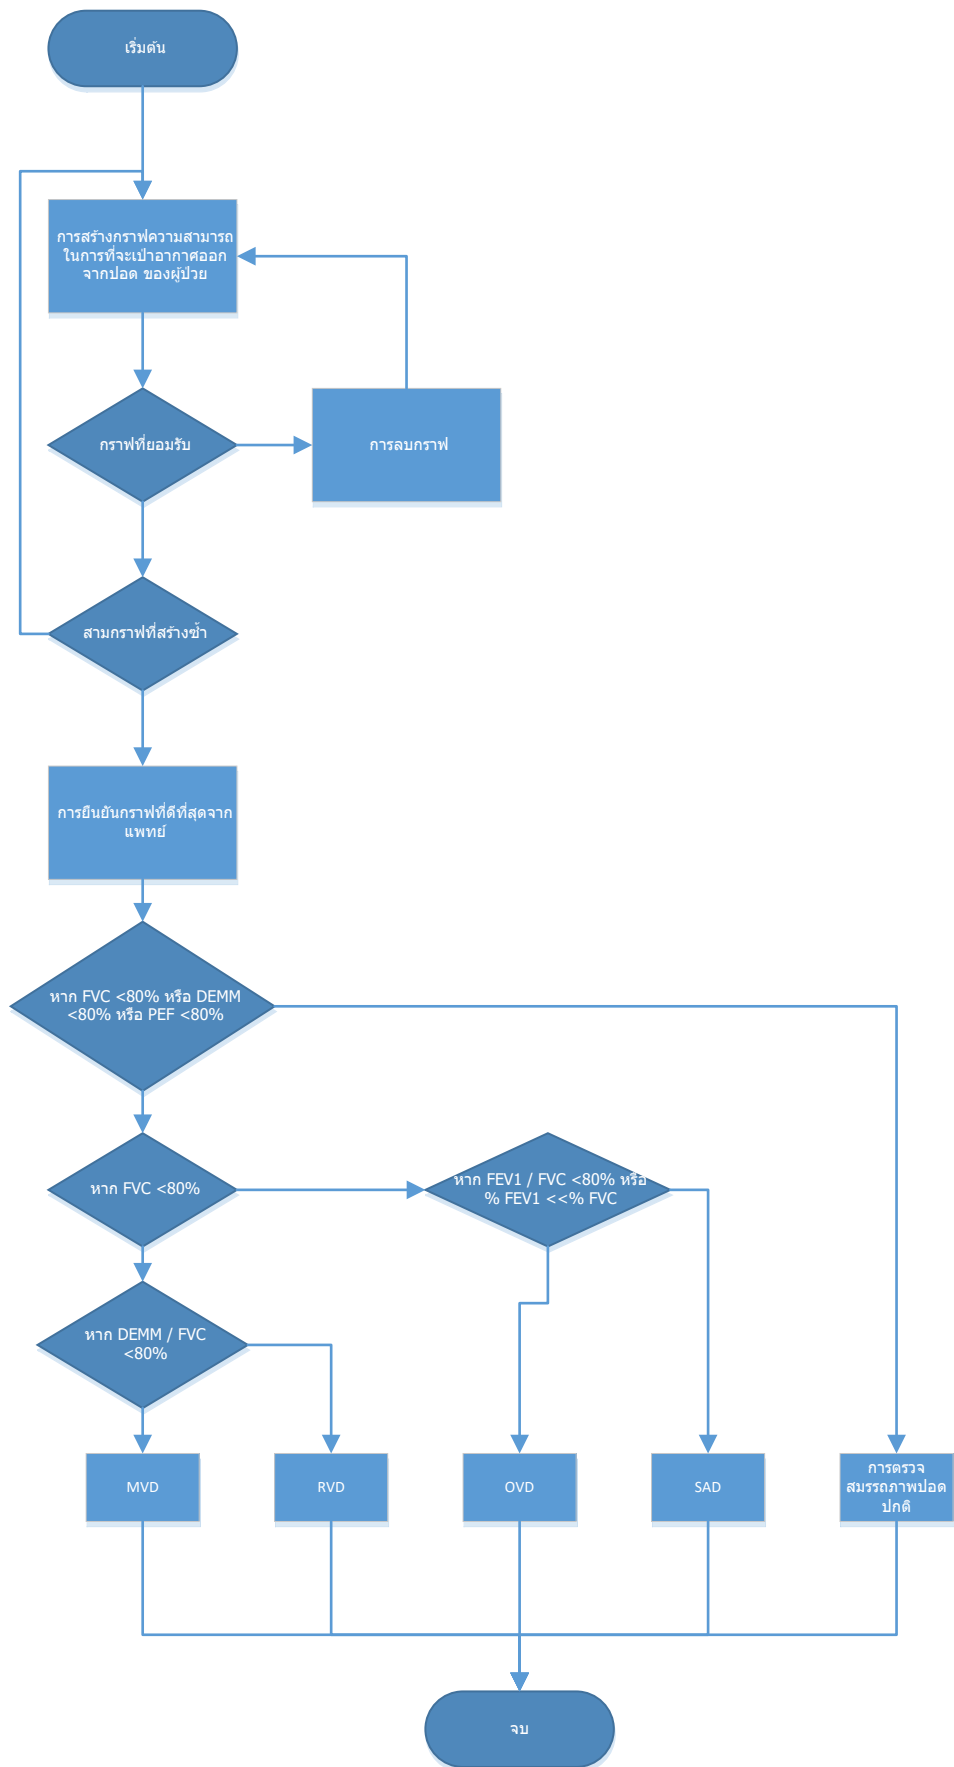 เริ่มต้น
การสร้างกราฟความสามารถ
ในการที่จะเป่าอากาศออก
จากปอด ของผู้ป่วย
กราฟที่ยอมรับ
การลบกราฟ
สามกราฟที่สร้างซ้ำ
การยืนยันกราฟที่ดีที่สุดจาก
แพทย์
หาก FVC <80% หรือ DEMM
<80% หรือ PEF <80%
หาก FVC <80%
หาก FEV1 / FVC <80% หรือ
% FEV1 <<% FVC
หาก DEMM / FVC
<80%
MVD
RVD
OVD
SAD
การตรวจ
สมรรถภาพปอด
ปกติ
จบ